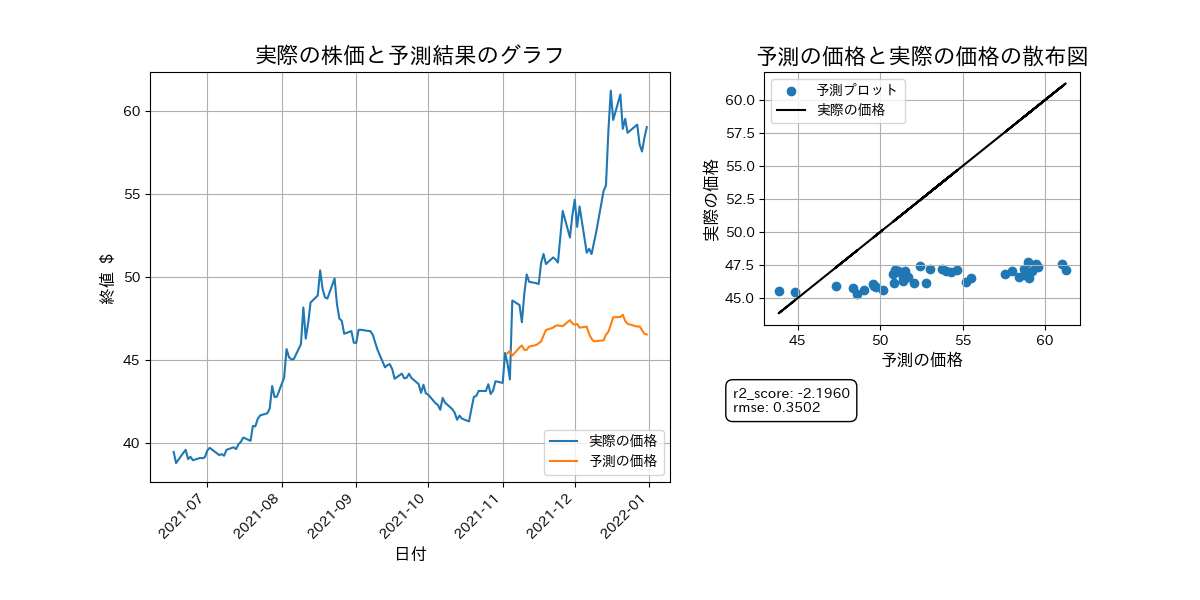 実際の株価と予測結果のグラフ
終値 $
60
55
50
45
40
2021-07
2021-08
2021-09
2021-10
2021-11
2021-12
2022-01
日付
実際の価格
予測の価格
予測の価格と実際の価格の散布図
実際の価格
60.0
57.5
55.0
52.5
50.0
47.5
45.0
45
50
55
60
予測の価格
予測プロット
実際の価格
r2_score: -2.1960
rmse: 0.3502